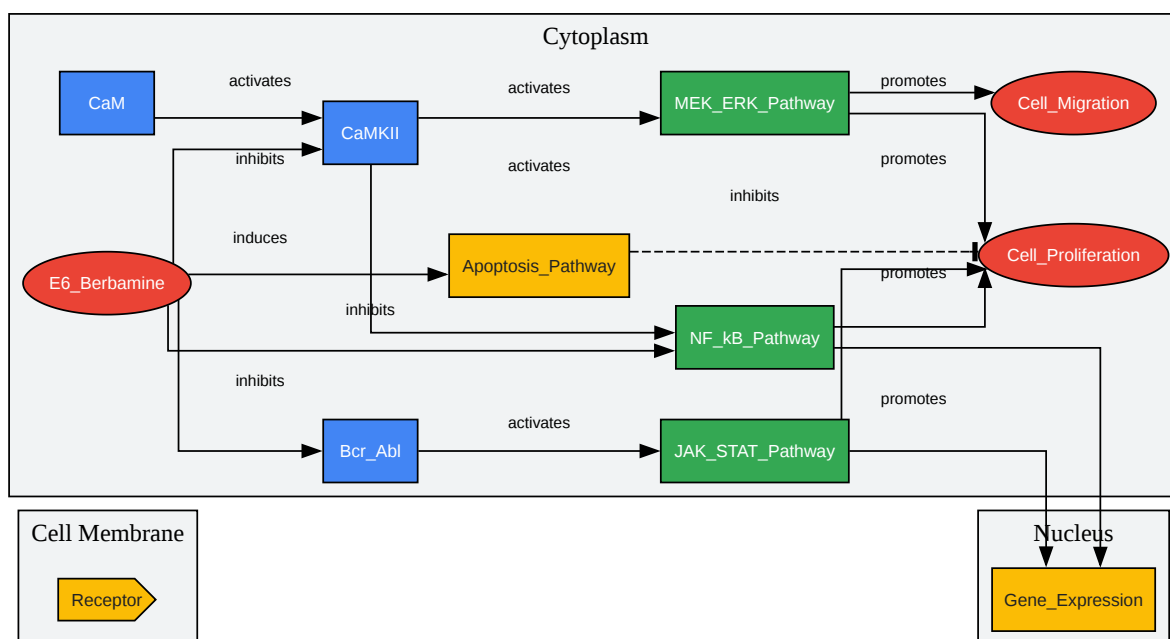 Cytoplasm
CaM
activates
CaMKII
activates
MEK_ERK_Pathway
promotes
Cell_Migration
inhibits
activates
promotes
inhibits
E6_Berbamine
induces
Apoptosis_Pathway
Cell_Proliferation
promotes
inhibits
NF_kB_Pathway
inhibits
Bcr_Abl
activates
JAK_STAT_Pathway
promotes
Cell Membrane
Receptor
Nucleus
Gene_Expression